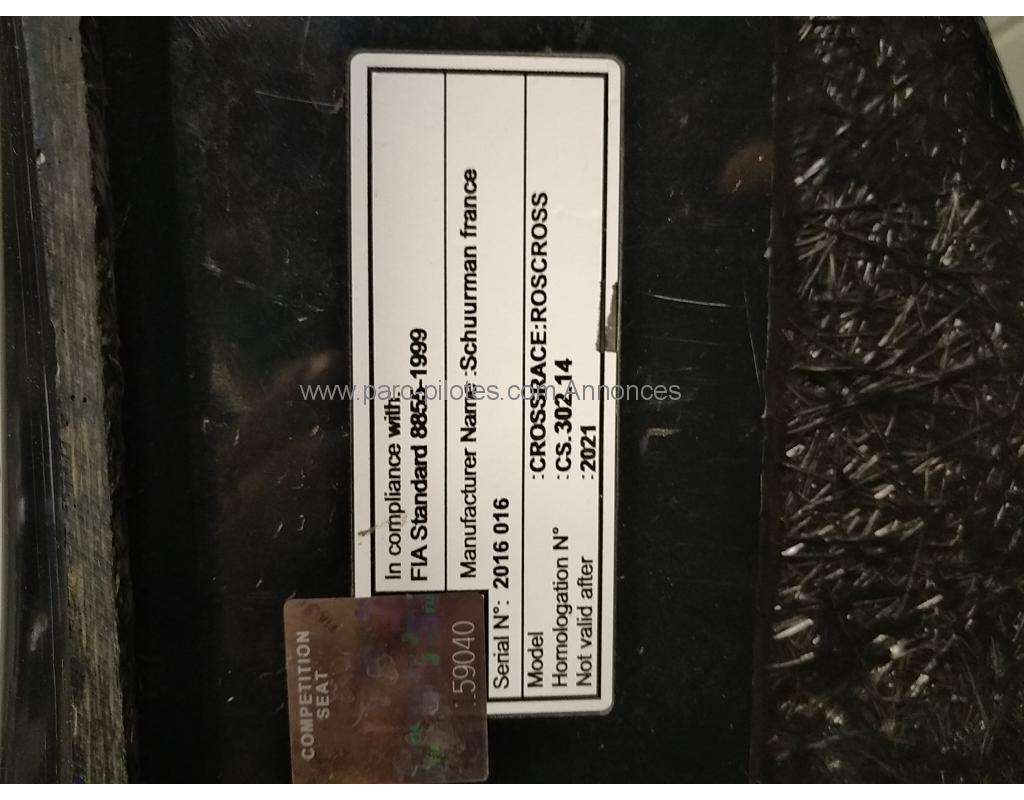 In compliance with:
FIA Standard 8855-1999
Manufacturer Name :Schuurman france
Serial N°: 2016 016
Model :CROSSRACE:ROSCROSS
Homologation N° :CS.302.14
Not valid after :2021
COMPETITION
SEAT
159040
www.parc-pilotes.com Annonces